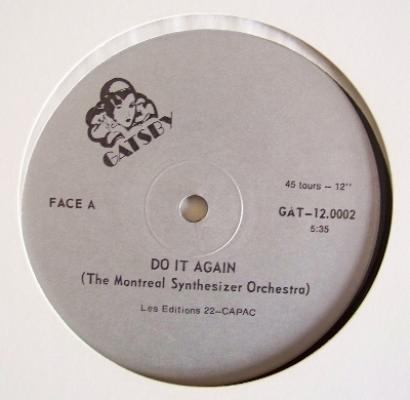 GATSBY
FACE A
45 tours — 12"
GAT-12.0002
5:35
DO IT AGAIN
(The Montreal Synthesizer Orchestra)
Les Editions 22-CAPAC